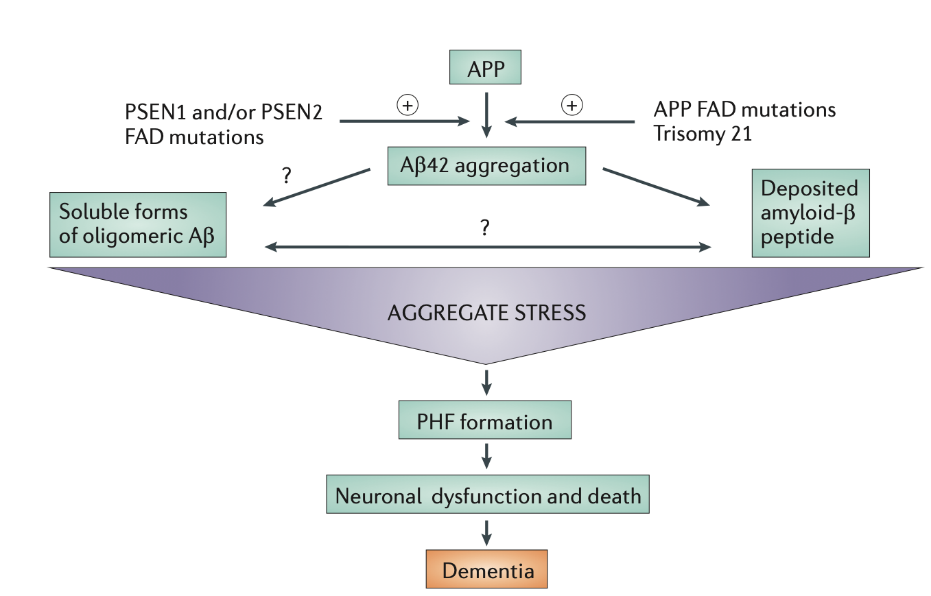 APP
PSEN1 and/or PSEN2
FAD mutations
+
+
APP FAD mutations
Trisomy 21
Aβ42 aggregation
?
Soluble forms
of oligomeric Aβ
?
Deposited
amyloid-β
peptide
AGGREGATE STRESS
PHF formation
Neuronal dysfunction and death
Dementia